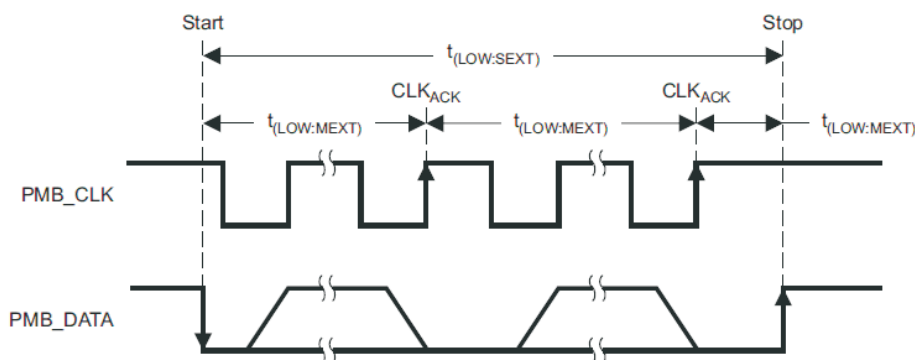 Start Stop
t(LOW:SEXT)
CLKACK CLKACK
t(LOW:MEXT) t(LOW:MEXT) t(LOW:MEXT)
PMB_CLK
PMB_DATA